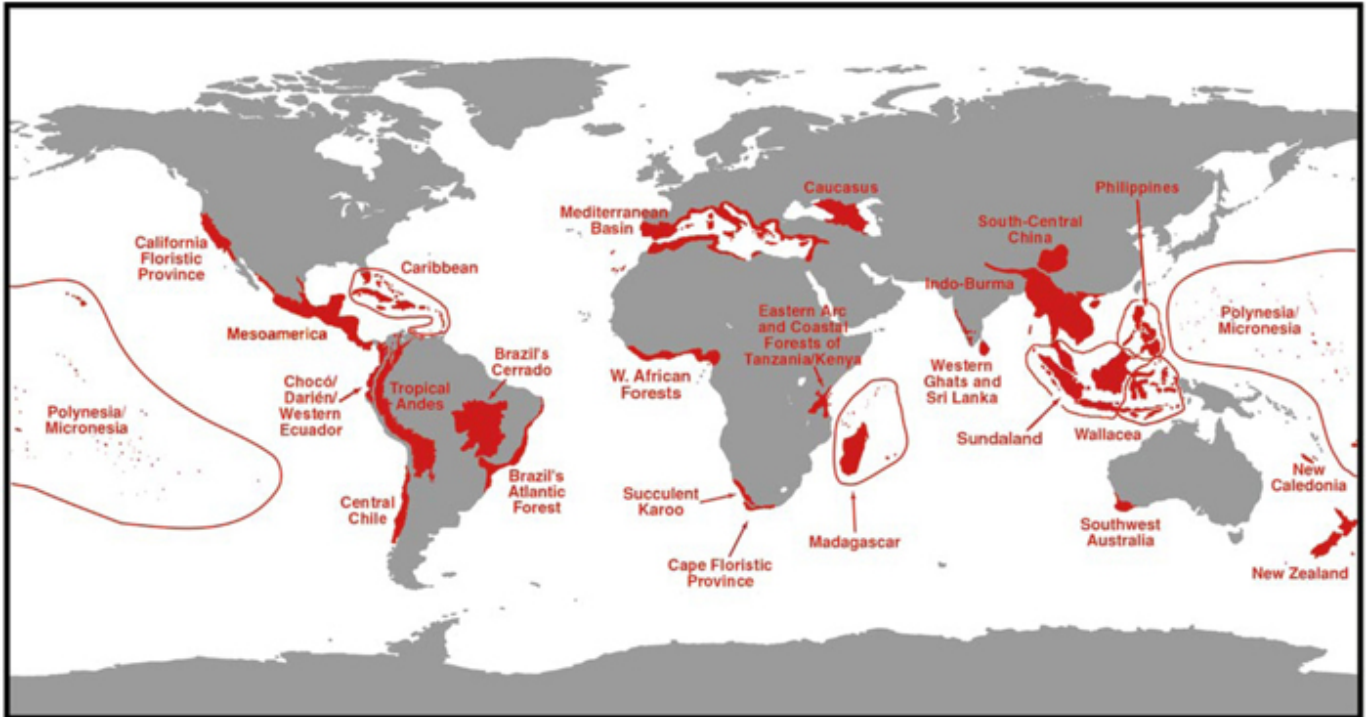 Caucasus
Philippines
Mediterranean
Basin
South-Central
China
California
Floristic
Province
Caribbean
Indo-Burma
Mesoamerica
Eastern Arc
and Coastal
Forests of
Tanzania/Kenya
Polynesia/
Micronesia
Brazil's
Cerrado
W. African
Forests
Western
Ghats and
Sri Lanka
Chocó/
Darién/
Western
Ecuador
Tropical
Andes
Polynesia/
Micronesia
Sundaland
Wallacea
Brazil's
Atlantic
Forest
New
Caledonia
Central
Chile
Succulent
Karoo
Madagascar
Southwest
Australia
Cape Floristic
Province
New Zealand